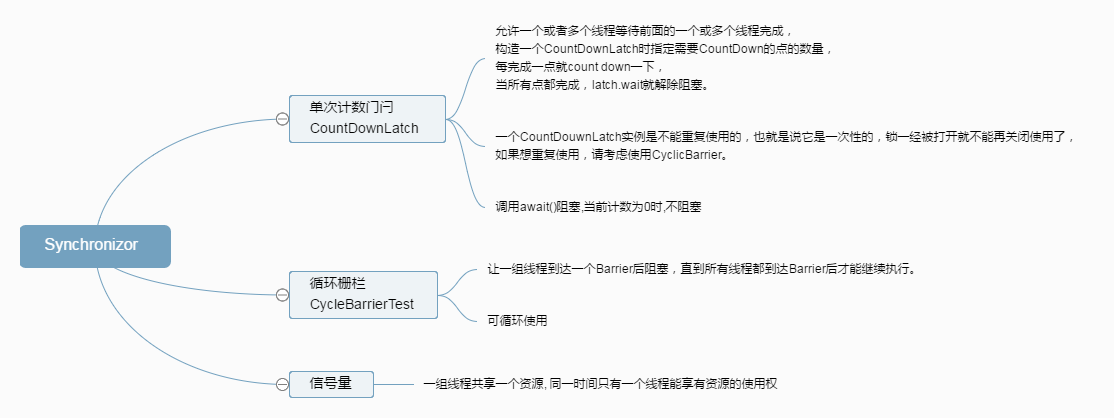 允许一个或者多个线程等待前面的一个或多个线程完成，
构造一个CountDownLatch时指定需要CountDown的点的数量，
每完成一点就count down一下，
当所有点都完成，latch.wait就解除阻塞。
单次计数门闩
CountDownLatch
一个CountDouwnLatch实例是不能重复使用的，也就是说它是一次性的，锁一经被打开就不能再关闭使用了，
如果想重复使用，请考虑使用CyclicBarrier。
调用await()阻塞,当前计数为0时,不阻塞
Synchronizor
循环栅栏
CycleBarrierTest
让一组线程到达一个Barrier后阻塞，直到所有线程都到达Barrier后才能继续执行。
可循环使用
信号量
一组线程共享一个资源, 同一时间只有一个线程能享有资源的使用权